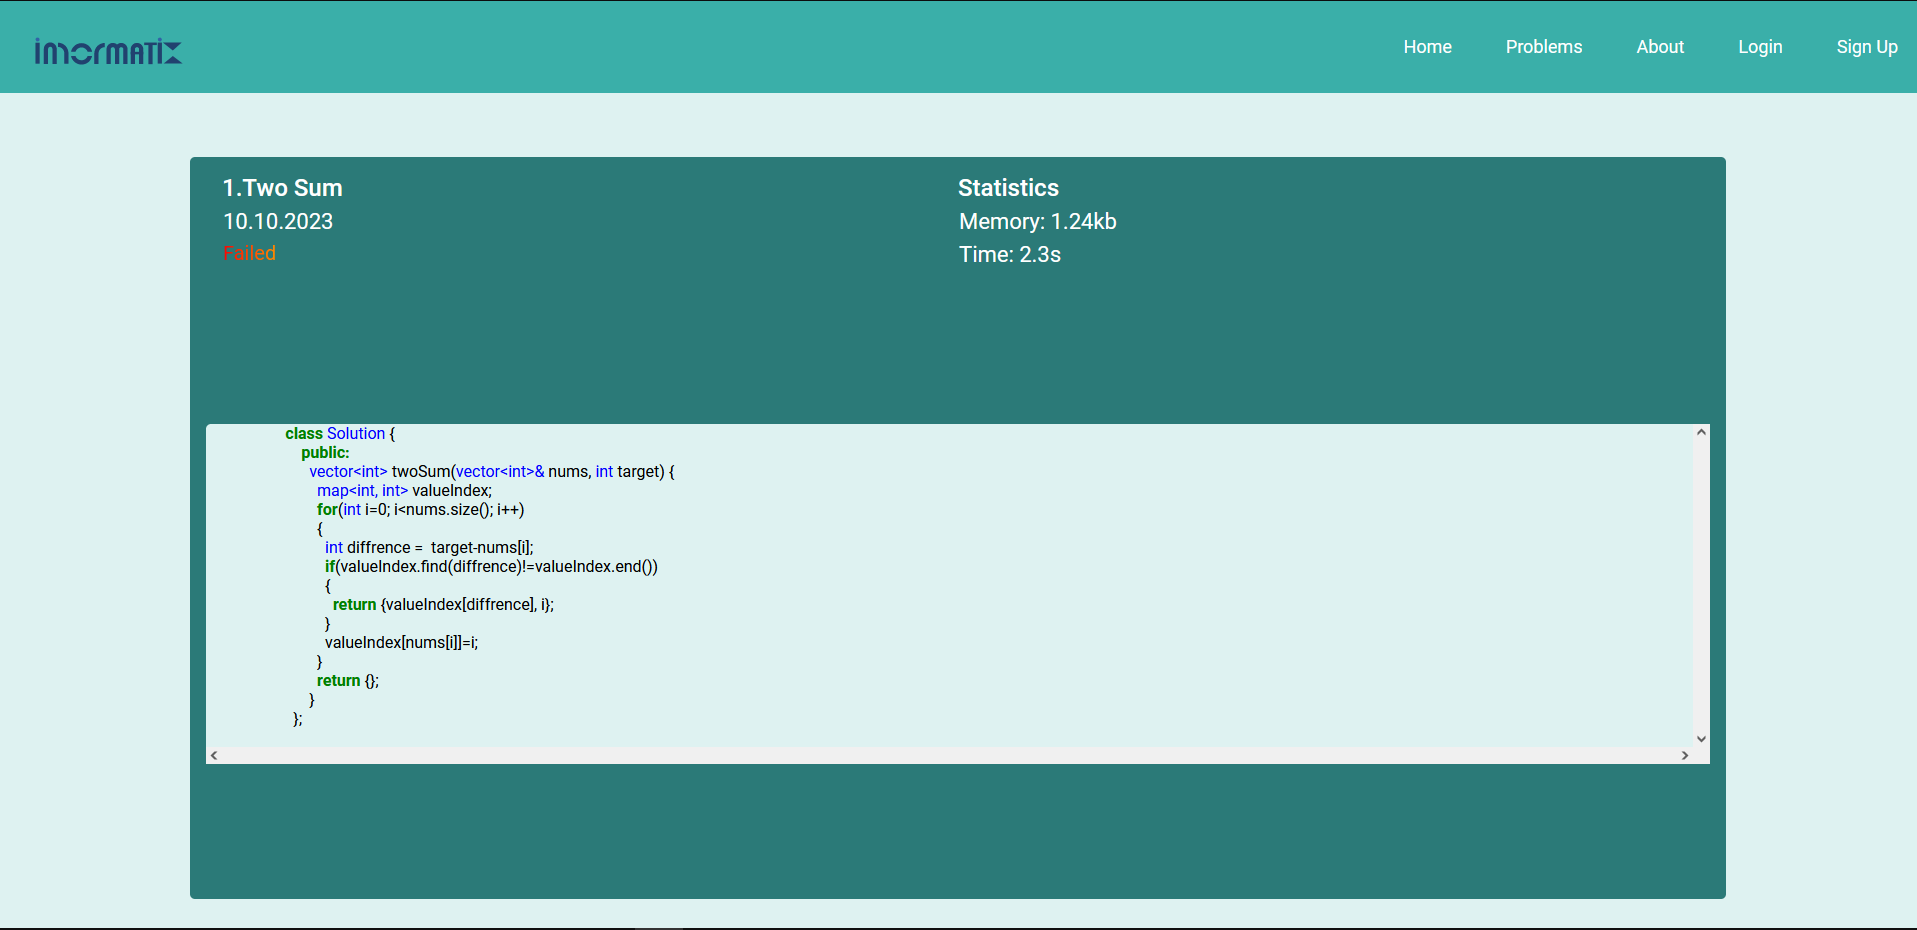 Home Problems About Login Sign Up
1.Two Sum
10.10.2023
Failed
Statistics
Memory: 1.24kb
Time: 2.3s
class Solution {
public:
vector<int> twoSum(vector<int>& nums, int target) {
map<int, int> valueIndex;
for(int i=0; i<nums.size(); i++)
{
int diffrence =  target-nums[i];
if(valueIndex.find(diffrence)!=valueIndex.end())
{
return {valueIndex[diffrence], i};
}
valueIndex[nums[i]]=i;
}
return {};
}
};